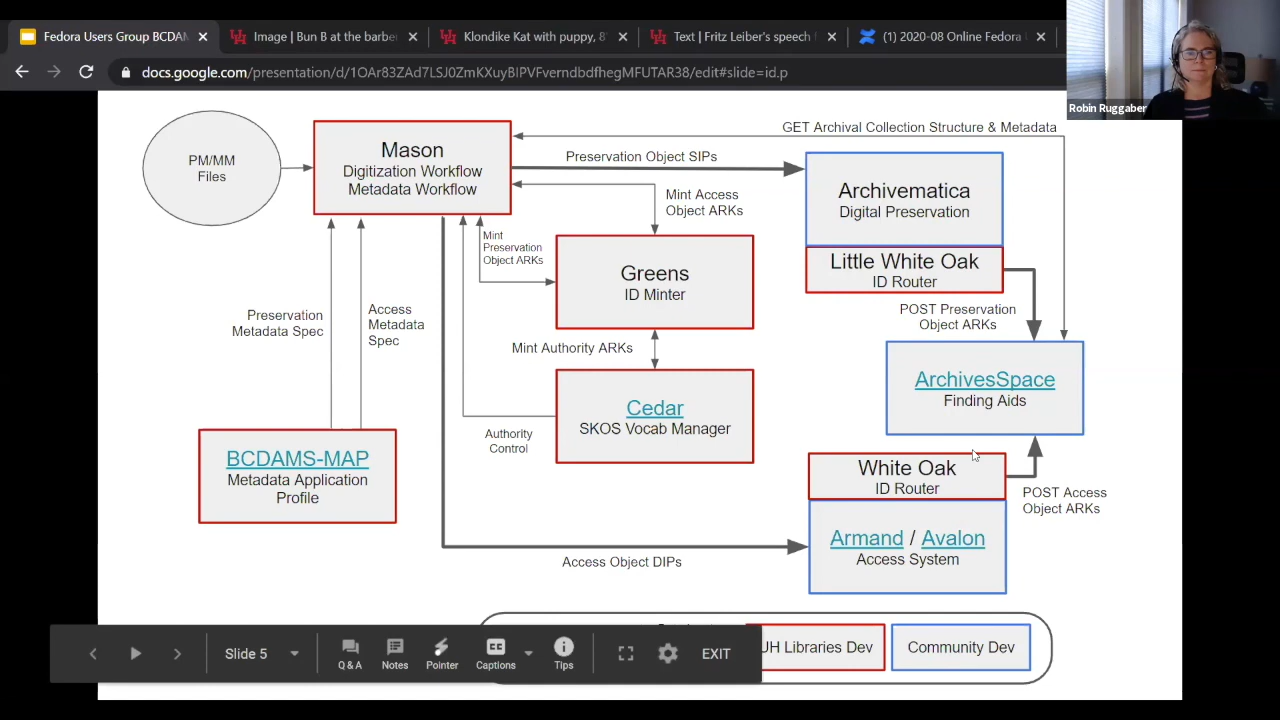 Fedora Users Group BCDAM
Image | Bun B at the barbe
Klondike Kat with puppy, 8"
Text | Fritz Leiber's speech
(1) 2020-08 Online Fedora
docs.google.com/presentation/d/1OAr83ZAd7LSJ0ZmKXuyBIPVFverndbdfhegMFUTAR38/edit#slide=id.p
Robin Ruggaber
GET Archival Collection Structure & Metadata
PM/MM
Files
Mason
Digitization Workflow
Metadata Workflow
Preservation Object SIPs
Archivematica
Digital Preservation
Mint Access
Object ARKs
Mint
Preservation
Object ARKs
Greens
ID Minter
Little White Oak
ID Router
POST Preservation
Object ARKs
Preservation
Metadata Spec
Access
Metadata
Spec
Mint Authority ARKs
ArchivesSpace
Finding Aids
Cedar
SKOS Vocab Manager
Authority
Control
BCDAMS-MAP
Metadata Application
Profile
White Oak
ID Router
POST Access
Object ARKs
Armand / Avalon
Access System
Access Object DIPs
Slide 5
Q & A
Notes
Pointer
CC
Captions
Tips
EXIT
UH Libraries Dev
Community Dev